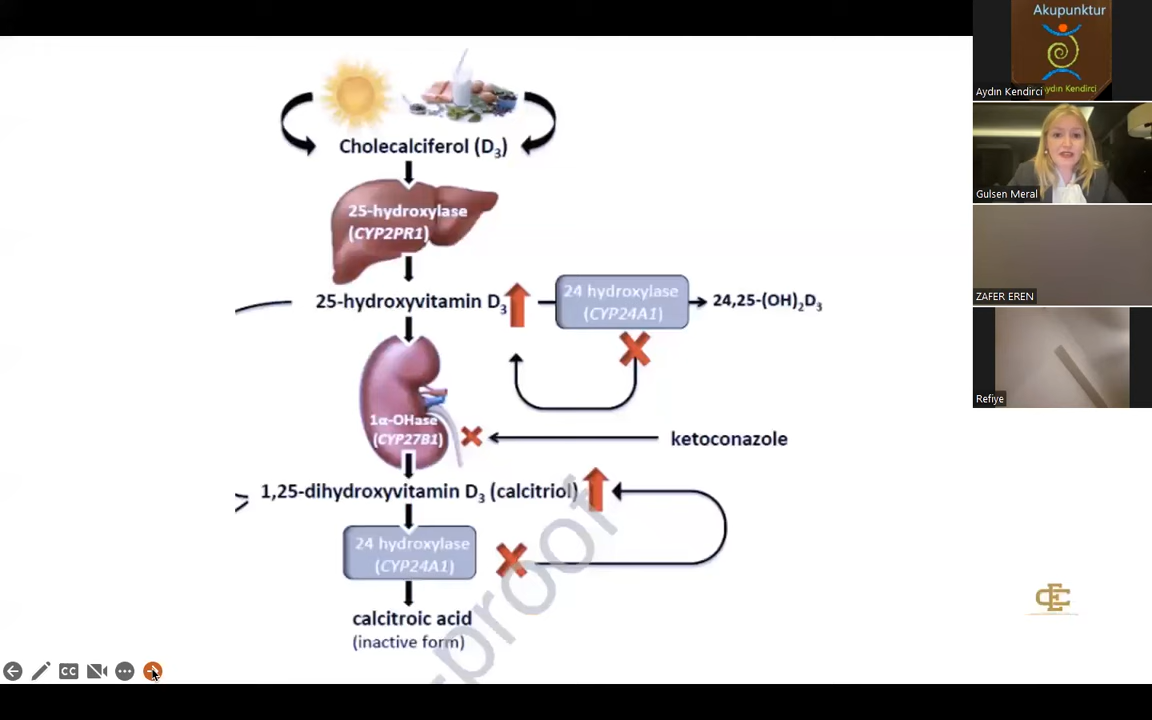 Akupunktur
Aydın Kendirci
Aydın Kendirci
Gulsen Meral
ZAFER EREN
Refiye
Cholecalciferol (D3)
25-hydroxylase
(CYP2PR1)
25-hydroxyvitamin D3
24 hydroxylase
(CYP24A1)
24,25-(OH)2D3
1α-OHase
(CYP27B1)
ketoconazole
1,25-dihydroxyvitamin D3 (calcitriol)
24 hydroxylase
(CYP24A1)
calcitroic acid
(inactive form)
proof
CC